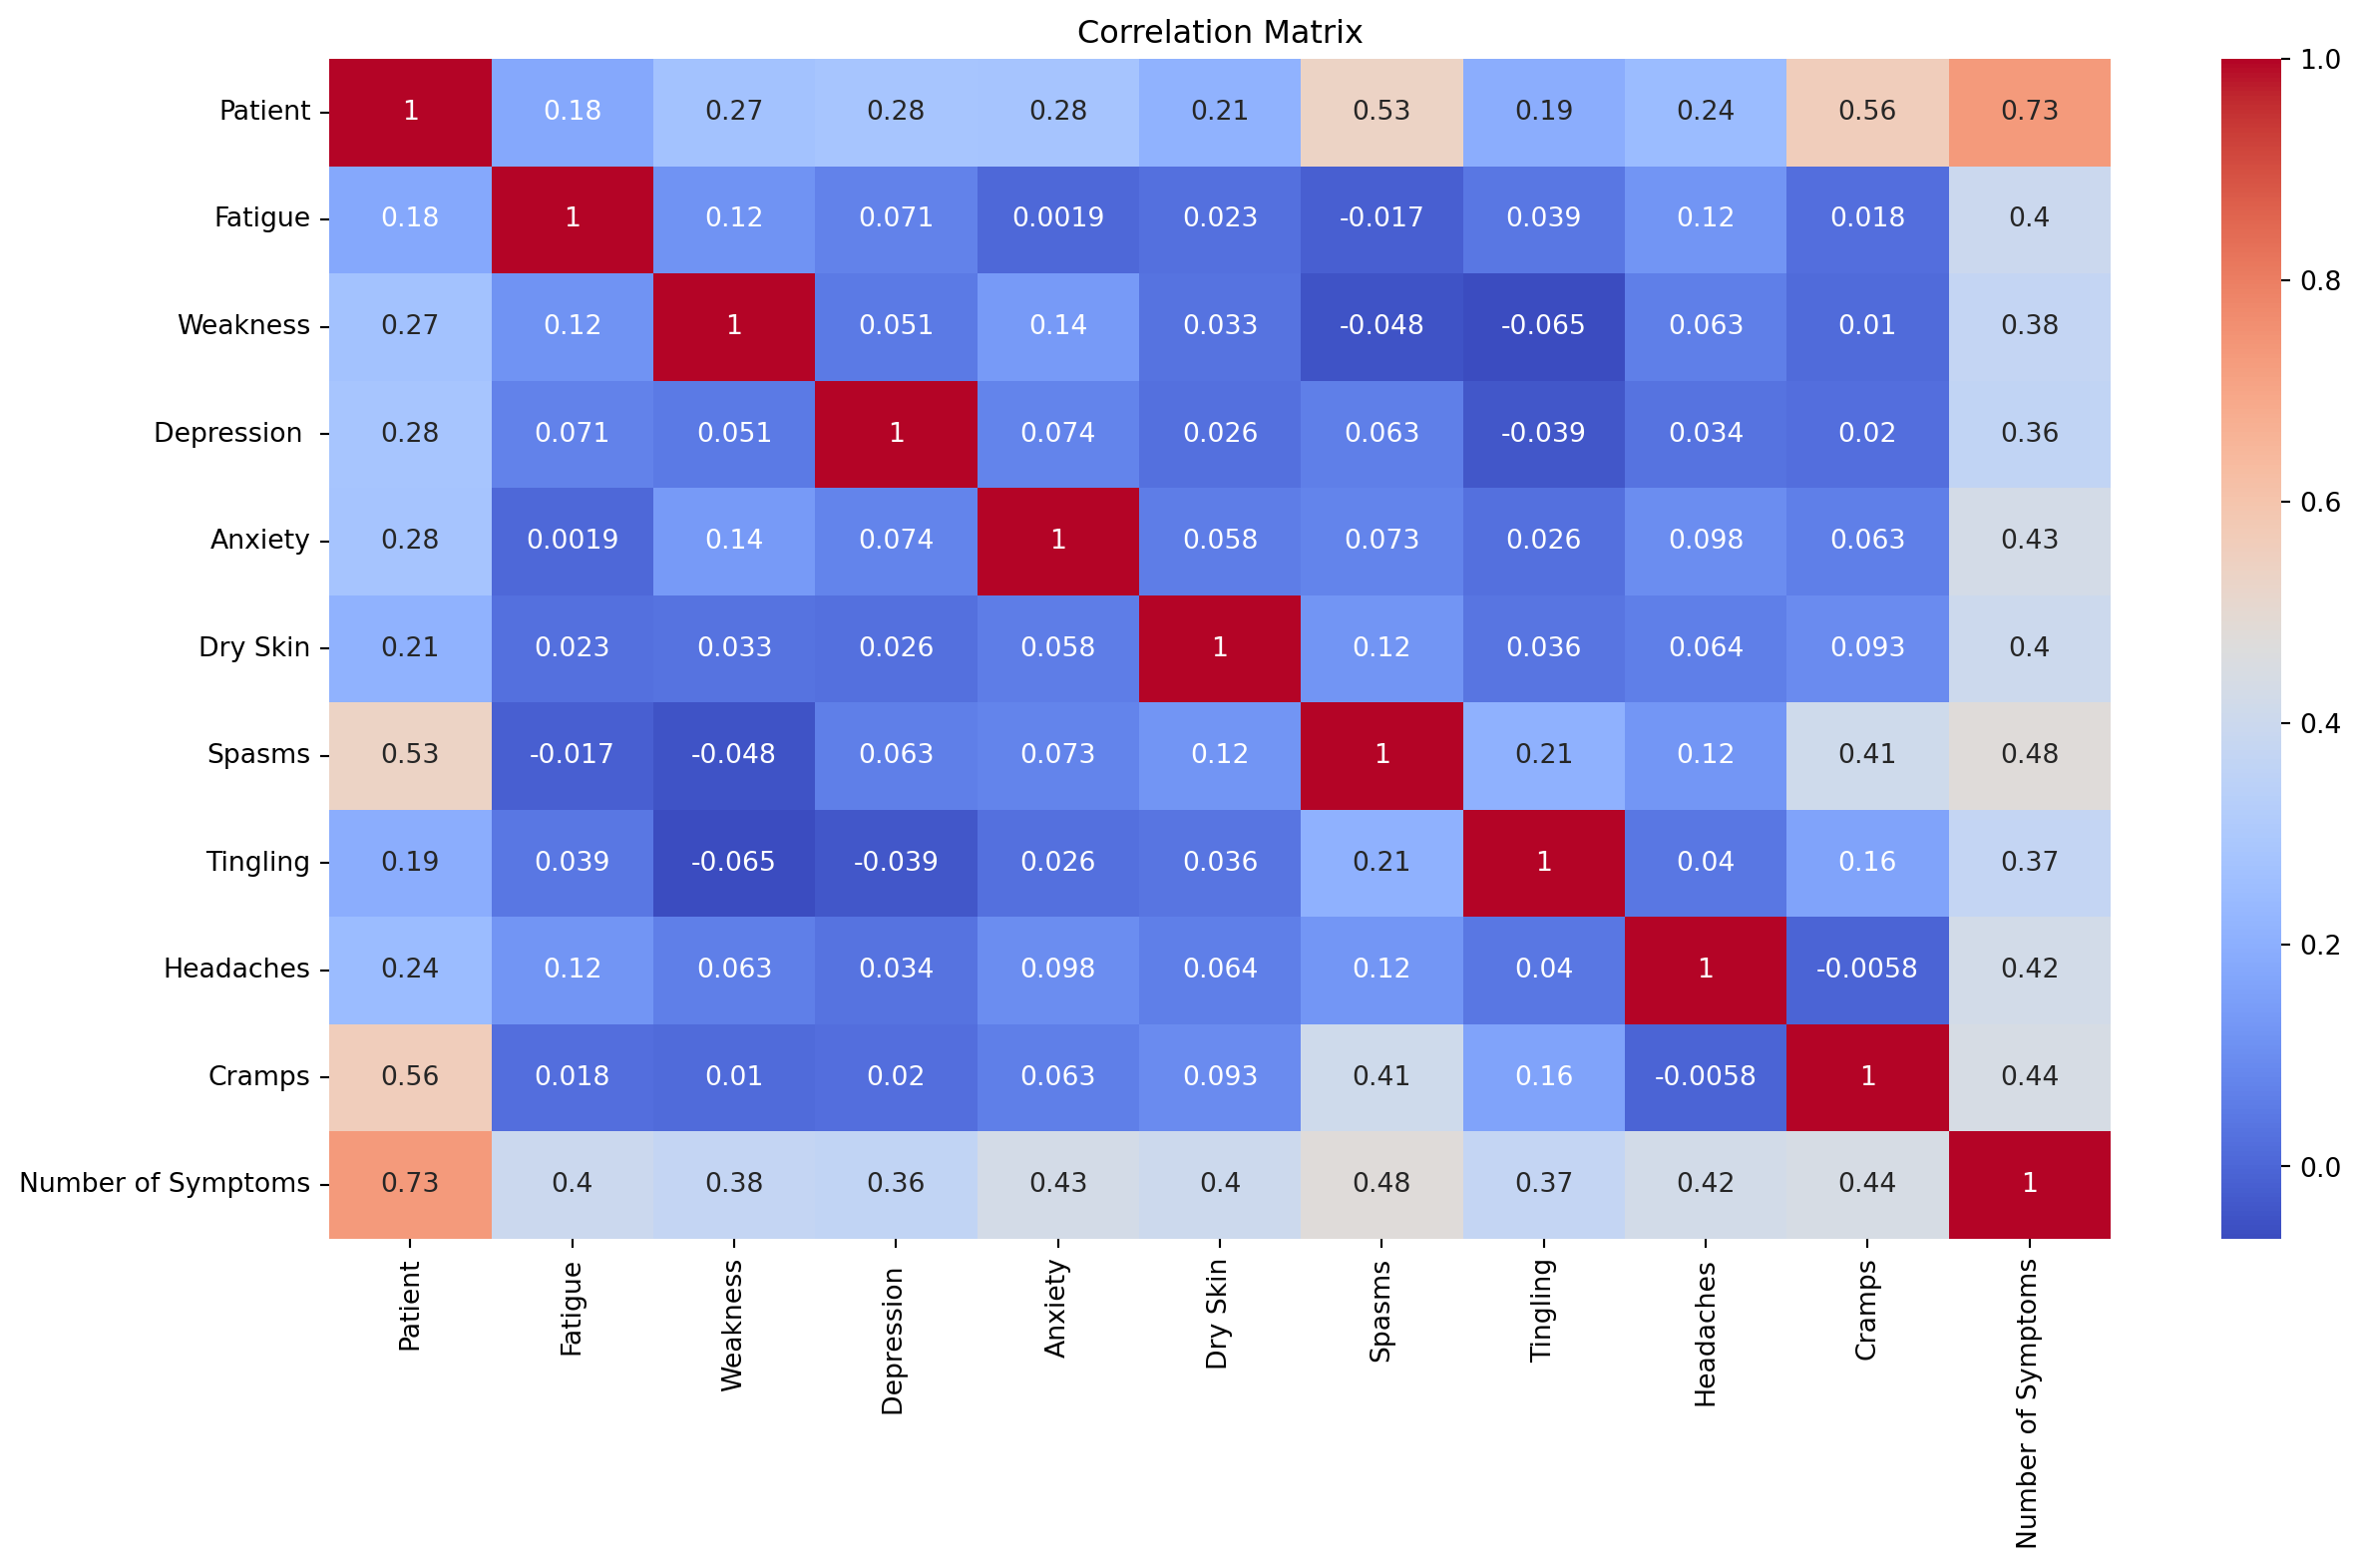 Correlation Matrix
Patient 1 0.18 0.27 0.28 0.28 0.21 0.53 0.19 0.24 0.56 0.73
Fatigue 0.18 1 0.12 0.071 0.0019 0.023 -0.017 0.039 0.12 0.018 0.4
Weakness 0.27 0.12 1 0.051 0.14 0.033 -0.048 -0.065 0.063 0.01 0.38
Depression 0.28 0.071 0.051 1 0.074 0.026 0.063 -0.039 0.034 0.02 0.36
Anxiety 0.28 0.0019 0.14 0.074 1 0.058 0.073 0.026 0.098 0.063 0.43
Dry Skin 0.21 0.023 0.033 0.026 0.058 1 0.12 0.036 0.064 0.093 0.4
Spasms 0.53 -0.017 -0.048 0.063 0.073 0.12 1 0.21 0.12 0.41 0.48
Tingling 0.19 0.039 -0.065 -0.039 0.026 0.036 0.21 1 0.04 0.16 0.37
Headaches 0.24 0.12 0.063 0.034 0.098 0.064 0.12 0.04 1 -0.0058 0.42
Cramps 0.56 0.018 0.01 0.02 0.063 0.093 0.41 0.16 -0.0058 1 0.44
Number of Symptoms 0.73 0.4 0.38 0.36 0.43 0.4 0.48 0.37 0.42 0.44 1
Patient
Fatigue
Weakness
Depression
Anxiety
Dry Skin
Spasms
Tingling
Headaches
Cramps
Number of Symptoms
1.0
0.8
0.6
0.4
0.2
0.0